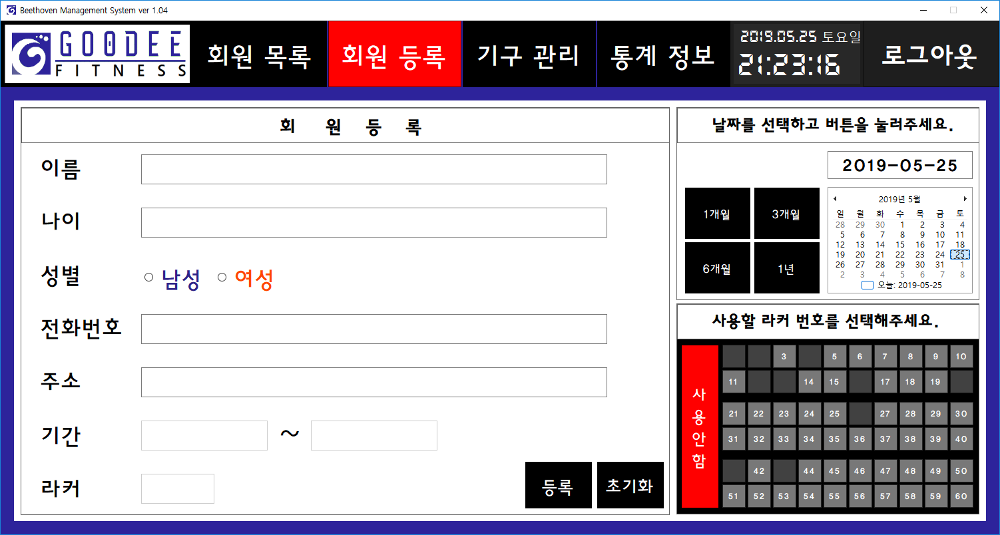 Beethoven Management System ver 1.04
GOODEE
FITNESS
회원 목록
회원 등록
기구 관리
통계 정보
2019.05.25 토요일
21:23:16
로그아웃
회 원 등 록
이름
나이
성별
남성 여성
전화번호
주소
기간
~
라커
등록
초기화
날짜를 선택하고 버튼을 눌러주세요.
2019-05-25
1개월 3개월
6개월 1년
2019년 5월
일 월 화 수 목 금 토
28 29 30 1 2 3 4
5 6 7 8 9 10 11
12 13 14 15 16 17 18
19 20 21 22 23 24 25
26 27 28 29 30 31 1
2 3 4 5 6 7 8
오늘: 2019-05-25
사용할 라커 번호를 선택해주세요.
사
용
안
함
3 5 6 7 8 9 10
11 14 15 17 18 19
21 22 23 24 25 27 28 29 30
31 32 33 34 35 36 37 38 39 40
42 44 45 46 47 48 49 50
51 52 53 54 55 56 57 58 59 60